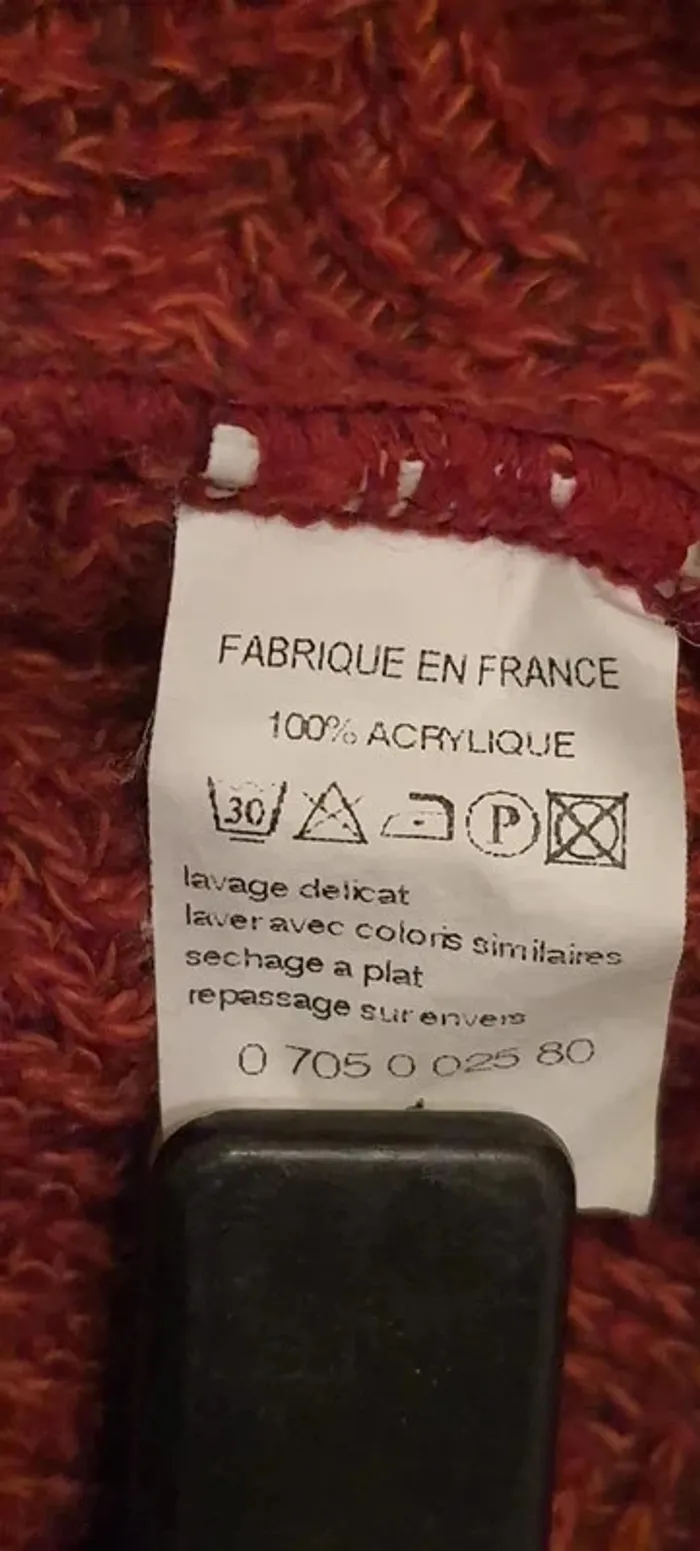 FABRIQUE EN FRANCE
100% ACRYLIQUE
30 P
lavage delicat
laver avec coloris similaires
sechage a plat
repassage sur envers
0 705 0 025 80